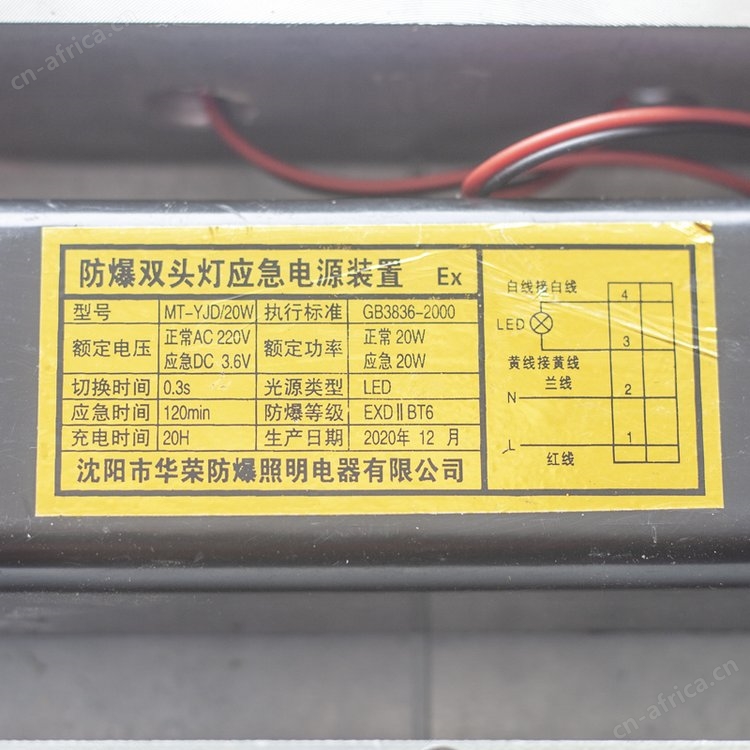 cn-africa.cn
防爆双头灯应急电源装置 Ex
型号 MT-YJD/20W 执行标准 GB3836-2000
额定电压 正常AC 220V 应急DC 3.6V 额定功率 正常 20W 应急 20W
切换时间 0.3s 光源类型 LED
应急时间 120min 防爆等级 EXDⅡBT6
充电时间 20H 生产日期 2020年 12 月
沈阳市华荣防爆照明电器有限公司
白线接白线 4
LED 3
黄线接黄线
兰线
N 2
L 1
红线
cn-africa.cn